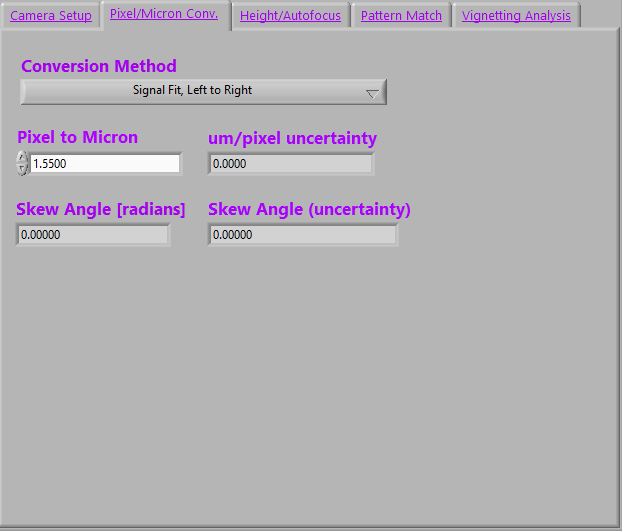 Camera Setup
Pixel/Micron Conv.
Height/Autofocus
Pattern Match
Vignetting Analysis
Conversion Method
Signal Fit, Left to Right
Pixel to Micron
um/pixel uncertainty
1.5500
0.0000
Skew Angle [radians]
Skew Angle (uncertainty)
0.00000
0.00000